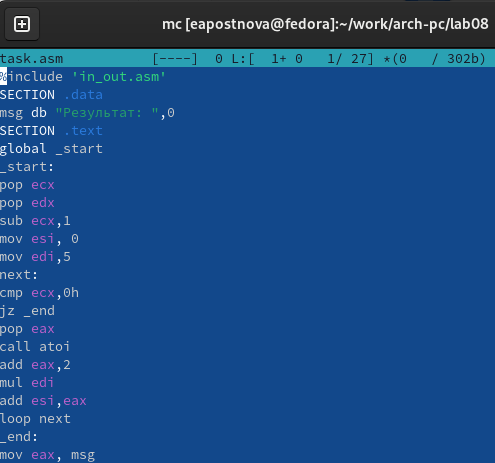 mc [eapostnova@fedora]:~/work/arch-pc/lab08
task.asm [----] 0 L:[ 1+ 0 1/ 27] *(0 / 302b)
%include 'in_out.asm'
SECTION .data
msg db "Результат: ",0
SECTION .text
global _start
_start:
pop ecx
pop edx
sub ecx,1
mov esi, 0
mov edi,5
next:
cmp ecx,0h
jz _end
pop eax
call atoi
add eax,2
mul edi
add esi,eax
loop next
_end:
mov eax, msg